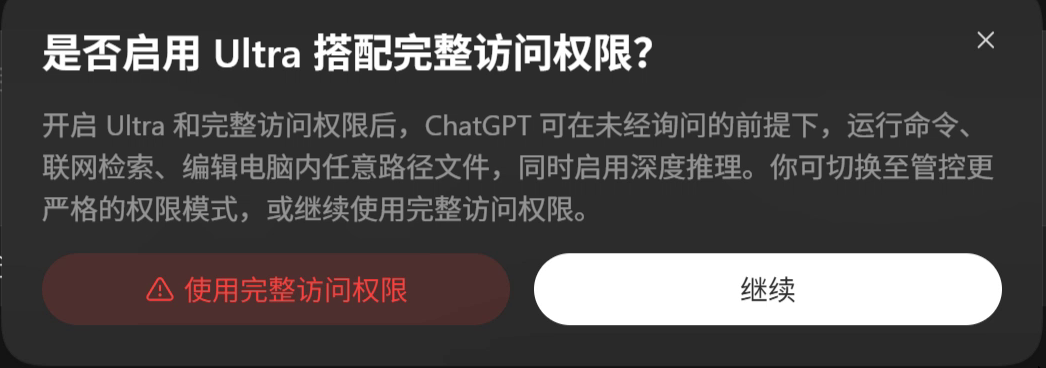 是否启用 Ultra 搭配完整访问权限？
开启 Ultra 和完整访问权限后，ChatGPT 可在未经询问的前提下，运行命令、
联网检索、编辑电脑内任意路径文件，同时启用深度推理。你可切换至管控更
严格的权限模式，或继续使用完整访问权限。
使用完整访问权限
继续